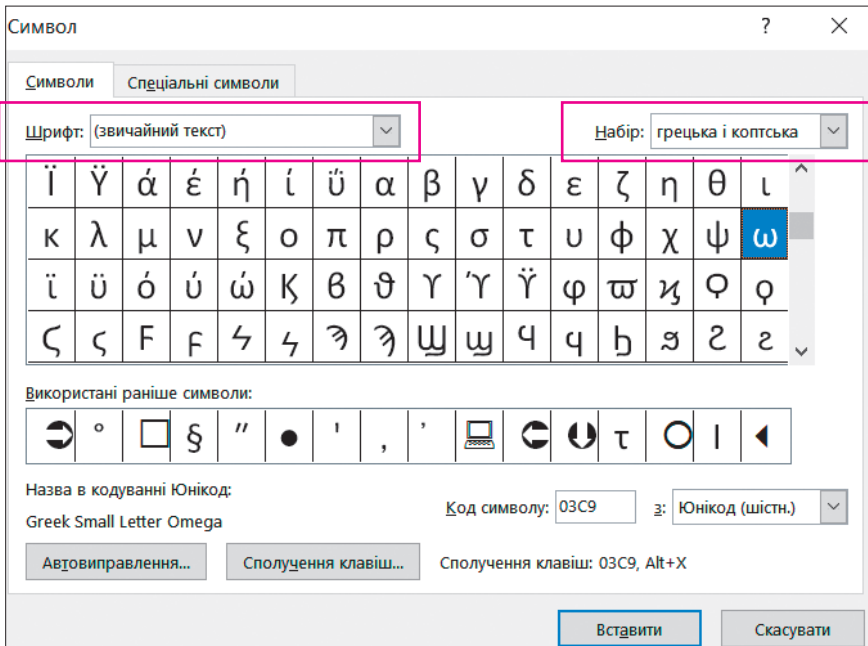 Символ ?
Символи Спеціальні символи
Шрифт: (звичайний текст) Набір: грецька і коптська
Ϊ Ϋ ά έ ή ί ΰ α β γ δ ε ζ η θ ι
κ λ μ ν ξ ο π ρ ς σ τ υ φ χ ψ ω
ϊ ϋ ό ύ ώ Ϗ ϐ ϑ ϒ ϓ ϔ ϕ ϖ ϗ Ϙ ϙ
Ϛ ϛ Ϝ ϝ Ϟ ϟ Ϡ ϡ Ϣ ϣ Ϥ ϥ ϧ ϩ Ϩ ϩ
Використані раніше символи:
° □ § " ● ' , ’ τ ○ | ◄
Назва в кодуванні Юнікод:
Greek Small Letter Omega
Код символу: 03C9 з: Юнікод (шістн.)
Автовиправлення... Сполучення клавіш... Сполучення клавіш: 03C9, Alt+X
Вставити Скасувати